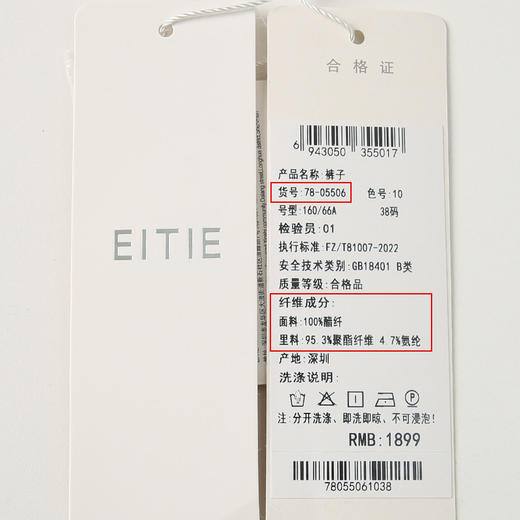 EITIE
合格证
6 943050 355017
产品名称:裤子
货号:78-05506 色号:10
号型:160/66A 38码
检验员:01
执行标准:FZ/T81007-2022
安全技术类别:GB18401 B类
质量等级:合格品
纤维成分:
面料:100%醋纤
里料:95.3%聚酯纤维 4.7%氨纶
产地:深圳
洗涤说明:
P
注:分开洗涤、即洗即晾、不可浸泡!
RMB:1899
78055061038